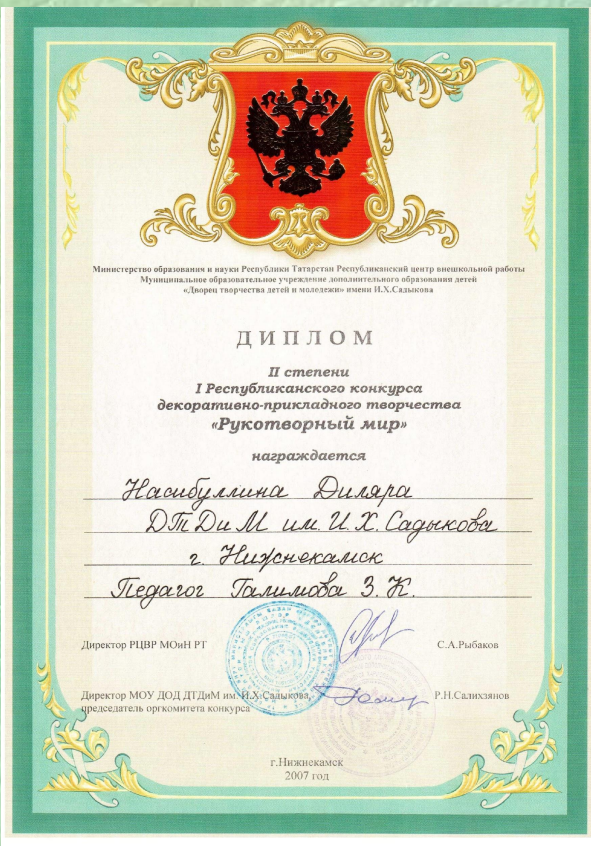 Министерство образования и науки Республики Татарстан Республиканский центр внешкольной работы
Муниципальное образовательное учреждение дополнительного образования детей
«Дворец творчества детей и молодежи» имени И.Х.Садыкова
ДИПЛОМ
II степени
I Республиканского конкурса
декоративно-прикладного творчества
«Рукотворный мир»
награждается
Насибуллина Диляра
ДТДиМ им. И.Х.Садыкова
г. Нижнекамск
Педагог Галимова З.К.
Директор РЦВР МОиН РТ С.А.Рыбаков
Директор МОУ ДОД ДТДиМ им. И.Х.Садыкова, Р.Н.Салихзянов
председатель оргкомитета конкурса
г.Нижнекамск
2007 год